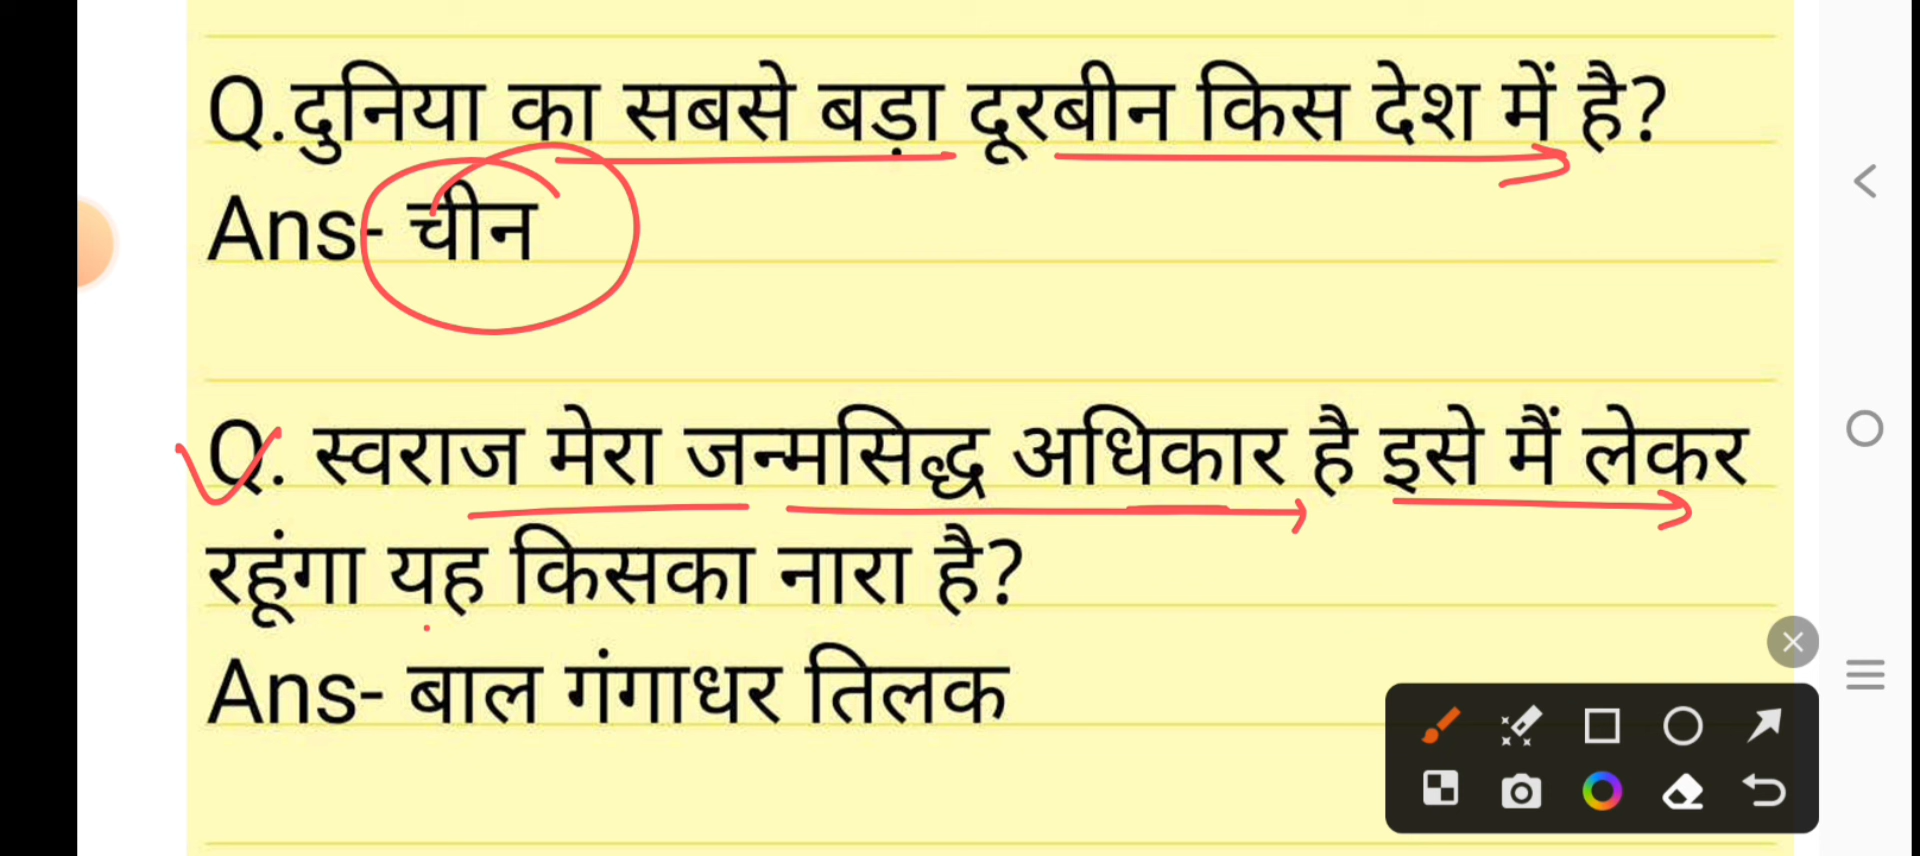 Q.दुनिया का सबसे बड़ा दूरबीन किस देश में है?
Ans- चीन
Q. स्वराज मेरा जन्मसिद्ध अधिकार है इसे मैं लेकर
रहूंगा यह किसका नारा है?
Ans- बाल गंगाधर तिलक